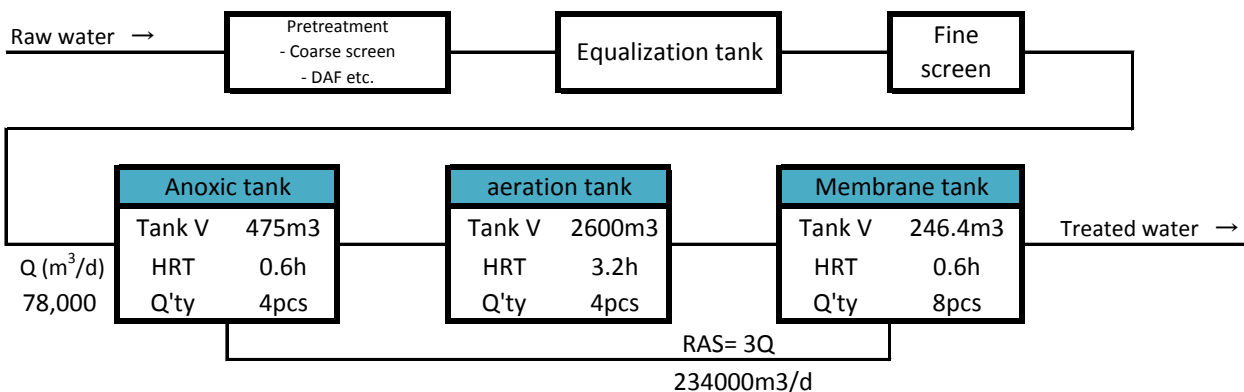 Raw water →
Pretreatment
- Coarse screen
- DAF etc.
Equalization tank
Fine
screen
Anoxic tank
Tank V 475m3
HRT 0.6h
Q'ty 4pcs
aeration tank
Tank V 2600m3
HRT 3.2h
Q'ty 4pcs
Membrane tank
Tank V 246.4m3
HRT 0.6h
Q'ty 8pcs
Treated water →
Q (m³/d)
78,000
RAS= 3Q
234000m3/d